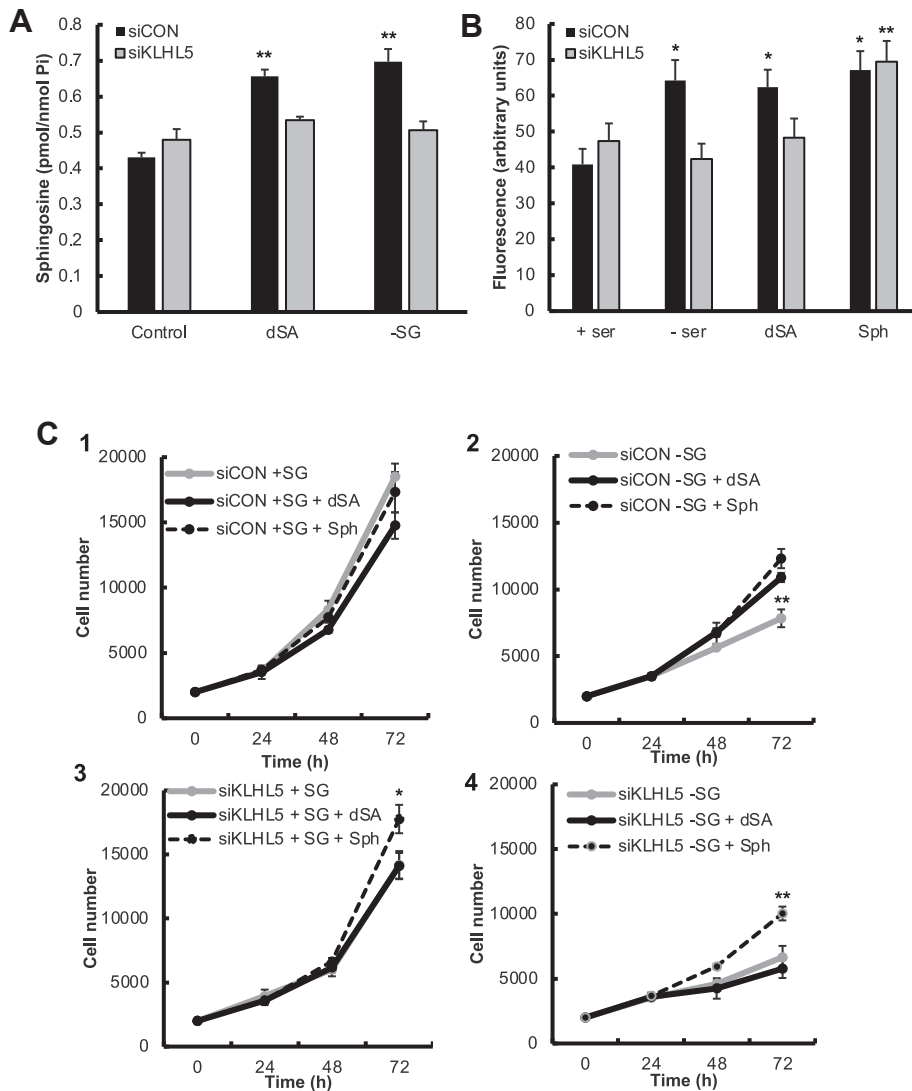 A
Sphingosine (pmol/nmol Pi)
0.8
0.7
0.6
0.5
0.4
0.3
0.2
0.1
0
siCON
siKLHL5
**
**
Control dSA -SG
B
Fluorescence (arbitrary units)
80
70
60
50
40
30
20
10
0
siCON
siKLHL5
*
*
*
**
+ ser - ser dSA Sph
C
1
Cell number
20000
15000
10000
5000
0
siCON +SG
siCON +SG + dSA
siCON +SG + Sph
0 24 48 72
Time (h)
2
Cell number
20000
15000
10000
5000
0
siCON -SG
siCON -SG + dSA
siCON -SG + Sph
**
0 24 48 72
Time (h)
3
Cell number
20000
15000
10000
5000
0
siKLHL5 + SG
siKLHL5 + SG + dSA
siKLHL5 + SG + Sph
*
0 24 48 72
Time (h)
4
Cell number
20000
15000
10000
5000
0
siKLHL5 -SG
siKLHL5 -SG + dSA
siKLHL5 -SG + Sph
**
0 24 48 72
Time (h)